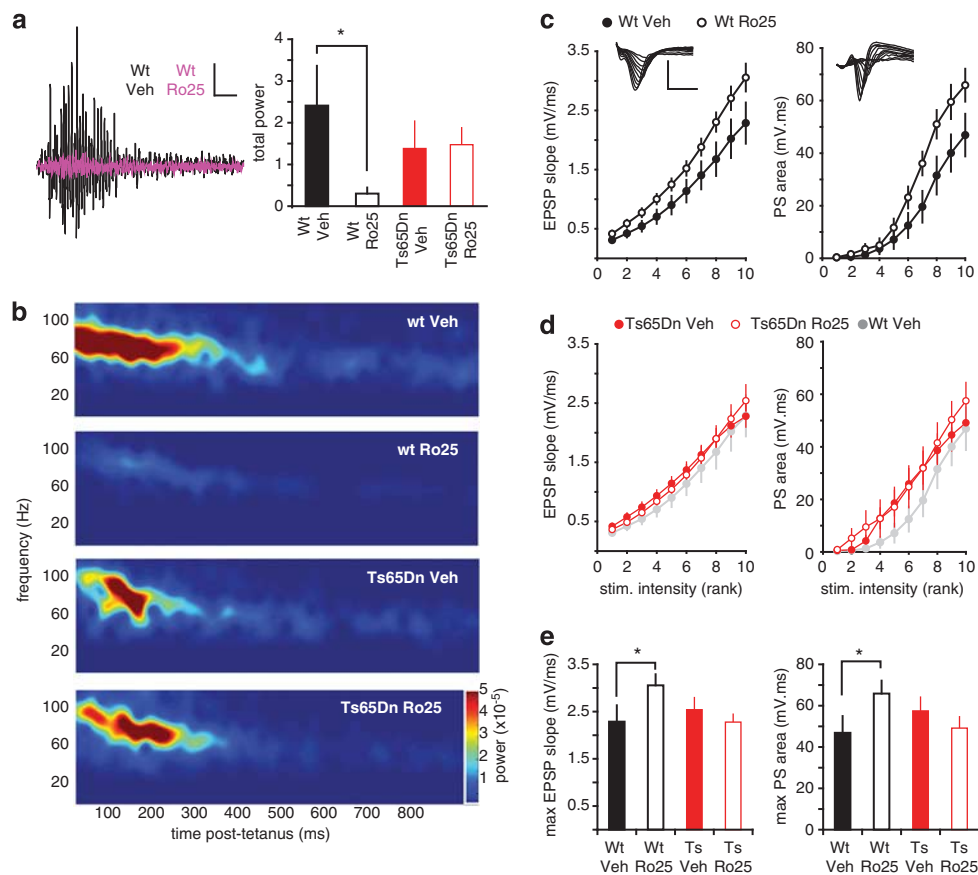 a
Wt Veh
Wt Ro25
total power
4
3
2
1
0
*
Wt Veh
Wt Ro25
Ts65Dn Veh
Ts65Dn Ro25
b
frequency (Hz)
100
60
20
wt Veh
100
60
20
wt Ro25
100
60
20
Ts65Dn Veh
100
60
20
Ts65Dn Ro25
5
4
3
2
1
power (x10-5)
100 200 300 400 500 600 700 800
time post-tetanus (ms)
c
Wt Veh Wt Ro25
EPSP slope (mV/ms)
3.5
2.5
1.5
0.5
0 2 4 6 8 10
PS area (mV.ms)
80
60
40
20
0
0 2 4 6 8 10
d
Ts65Dn Veh Ts65Dn Ro25 Wt Veh
EPSP slope (mV/ms)
3.5
2.5
1.5
0.5
0 2 4 6 8 10
stim. intensity (rank)
PS area (mV.ms)
80
60
40
20
0
0 2 4 6 8 10
stim. intensity (rank)
e
max EPSP slope (mV/ms)
3.5
2.5
1.5
0.5
*
Wt Veh
Wt Ro25
Ts Veh
Ts Ro25
max PS area (mV.ms)
80
60
40
20
0
*
Wt Veh
Wt Ro25
Ts Veh
Ts Ro25